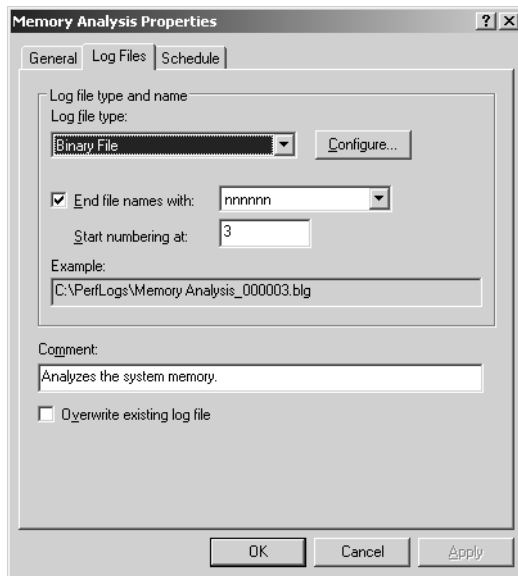 Memory Analysis Properties
General Log Files Schedule
Log file type and name
Log file type:
Binary File Configure...
End file names with: nnnnnn
Start numbering at: 3
Example:
C:\PerfLogs\Memory Analysis_000003.blg
Comment:
Analyzes the system memory.
Overwrite existing log file
OK Cancel Apply